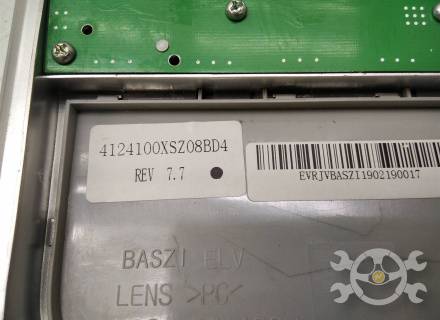 4124100XSZ08BD4
REV 7.7
EVRJVBASZI1902190017
BASZI ELV
LENS >PC<